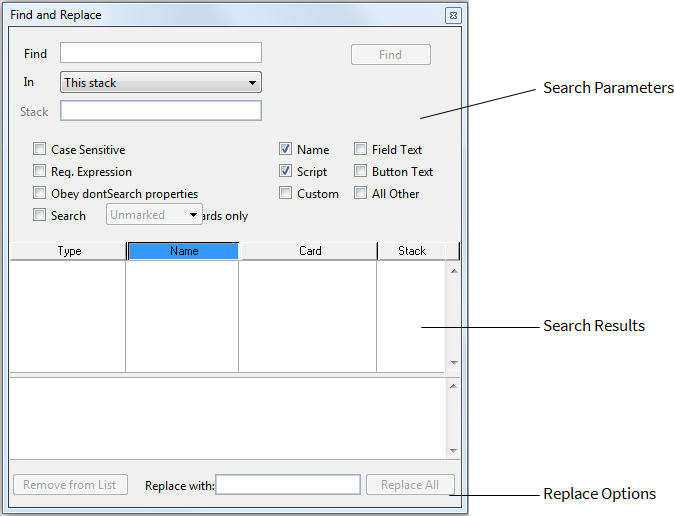 Find and Replace
Find
Find
In
This stack
Search Parameters
Stack
Case Sensitive
Name
Field Text
Req. Expression
Script
Button Text
Obey dontSearch properties
Custom
All Other
Search
Unmarked
ards only
Type
Name
Card
Stack
Search Results
Remove from List
Replace with:
Replace All
Replace Options